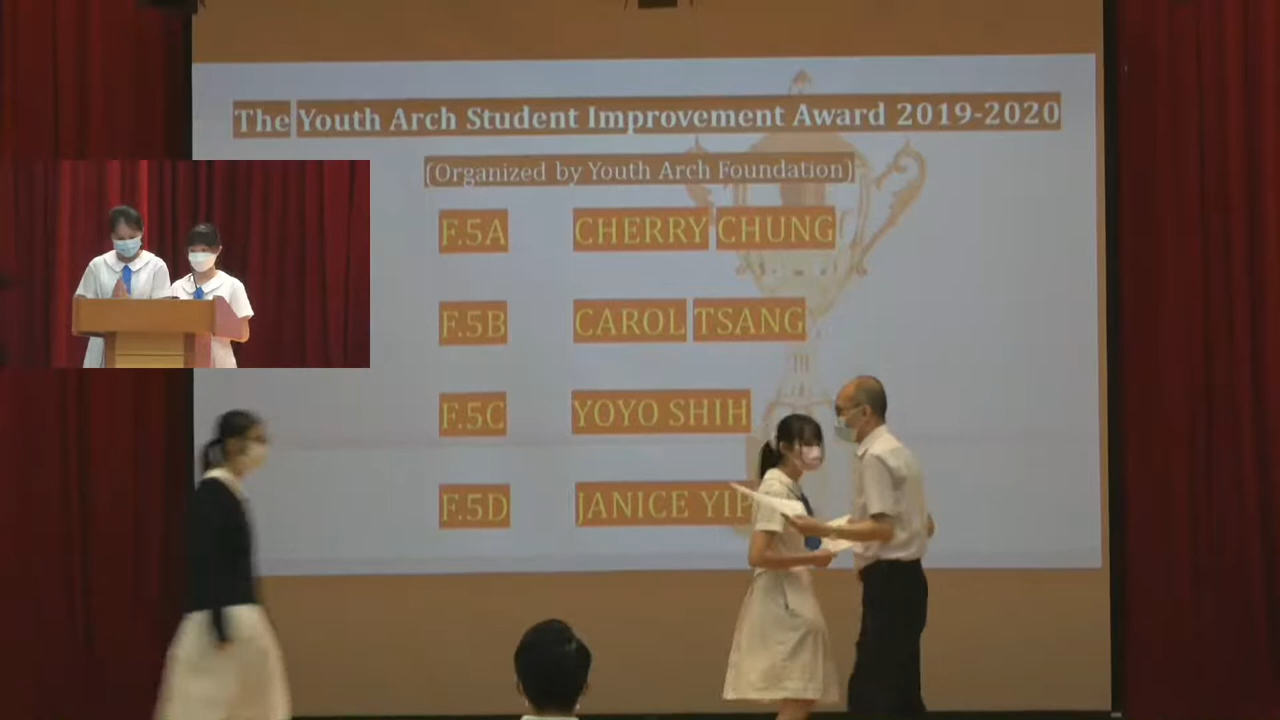 The Youth Arch Student Improvement Award 2019-2020
(Organized by Youth Arch Foundation)
F.5A CHERRY CHUNG
F.5B CAROL TSANG
F.5C YOYO SHIH
F.5D JANICE YIP